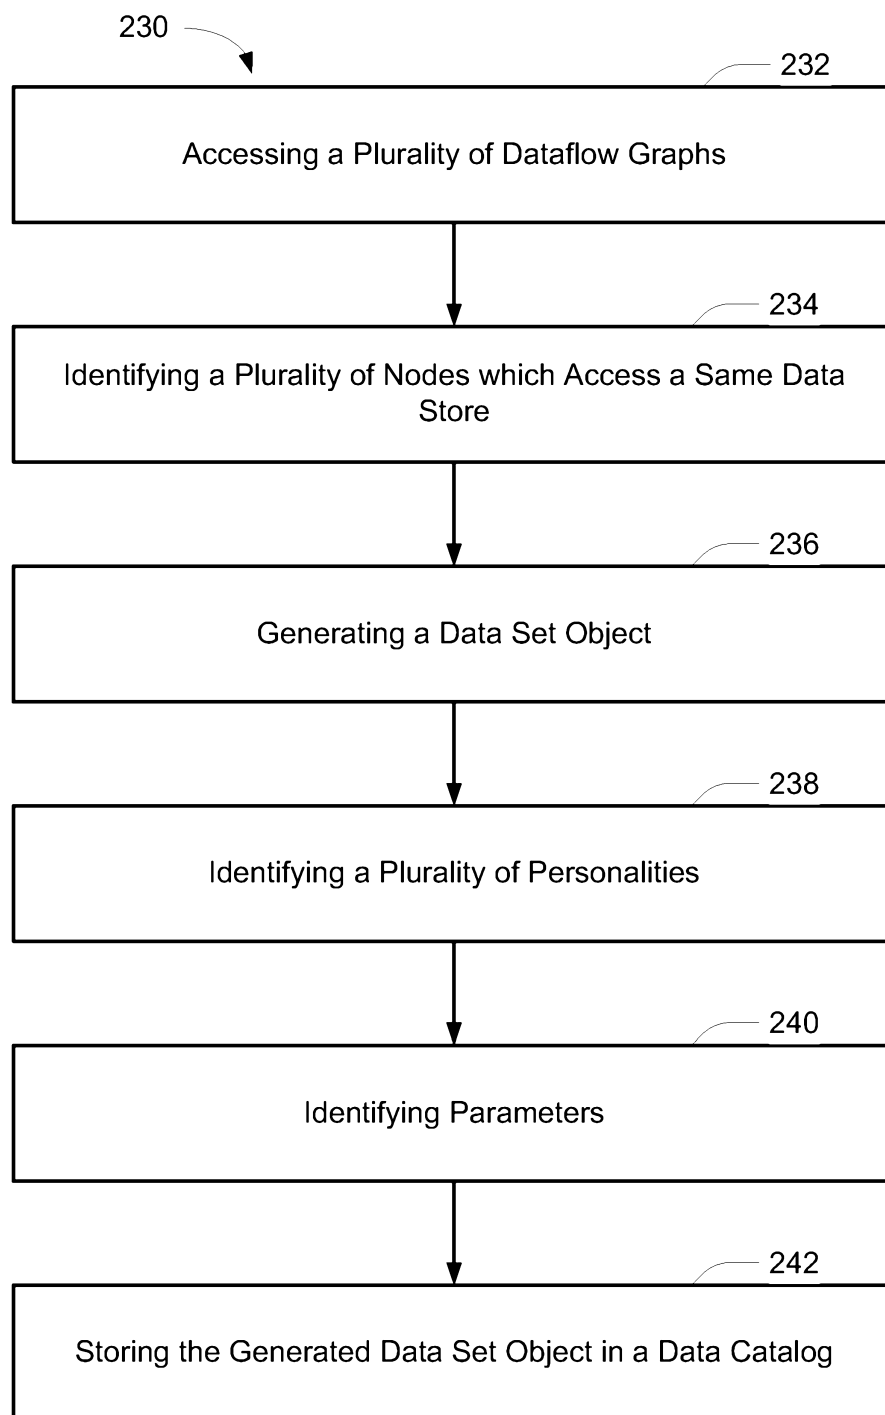 230
232
Accessing a Plurality of Dataflow Graphs
234
Identifying a Plurality of Nodes which Access a Same Data
Store
236
Generating a Data Set Object
238
Identifying a Plurality of Personalities
240
Identifying Parameters
242
Storing the Generated Data Set Object in a Data Catalog